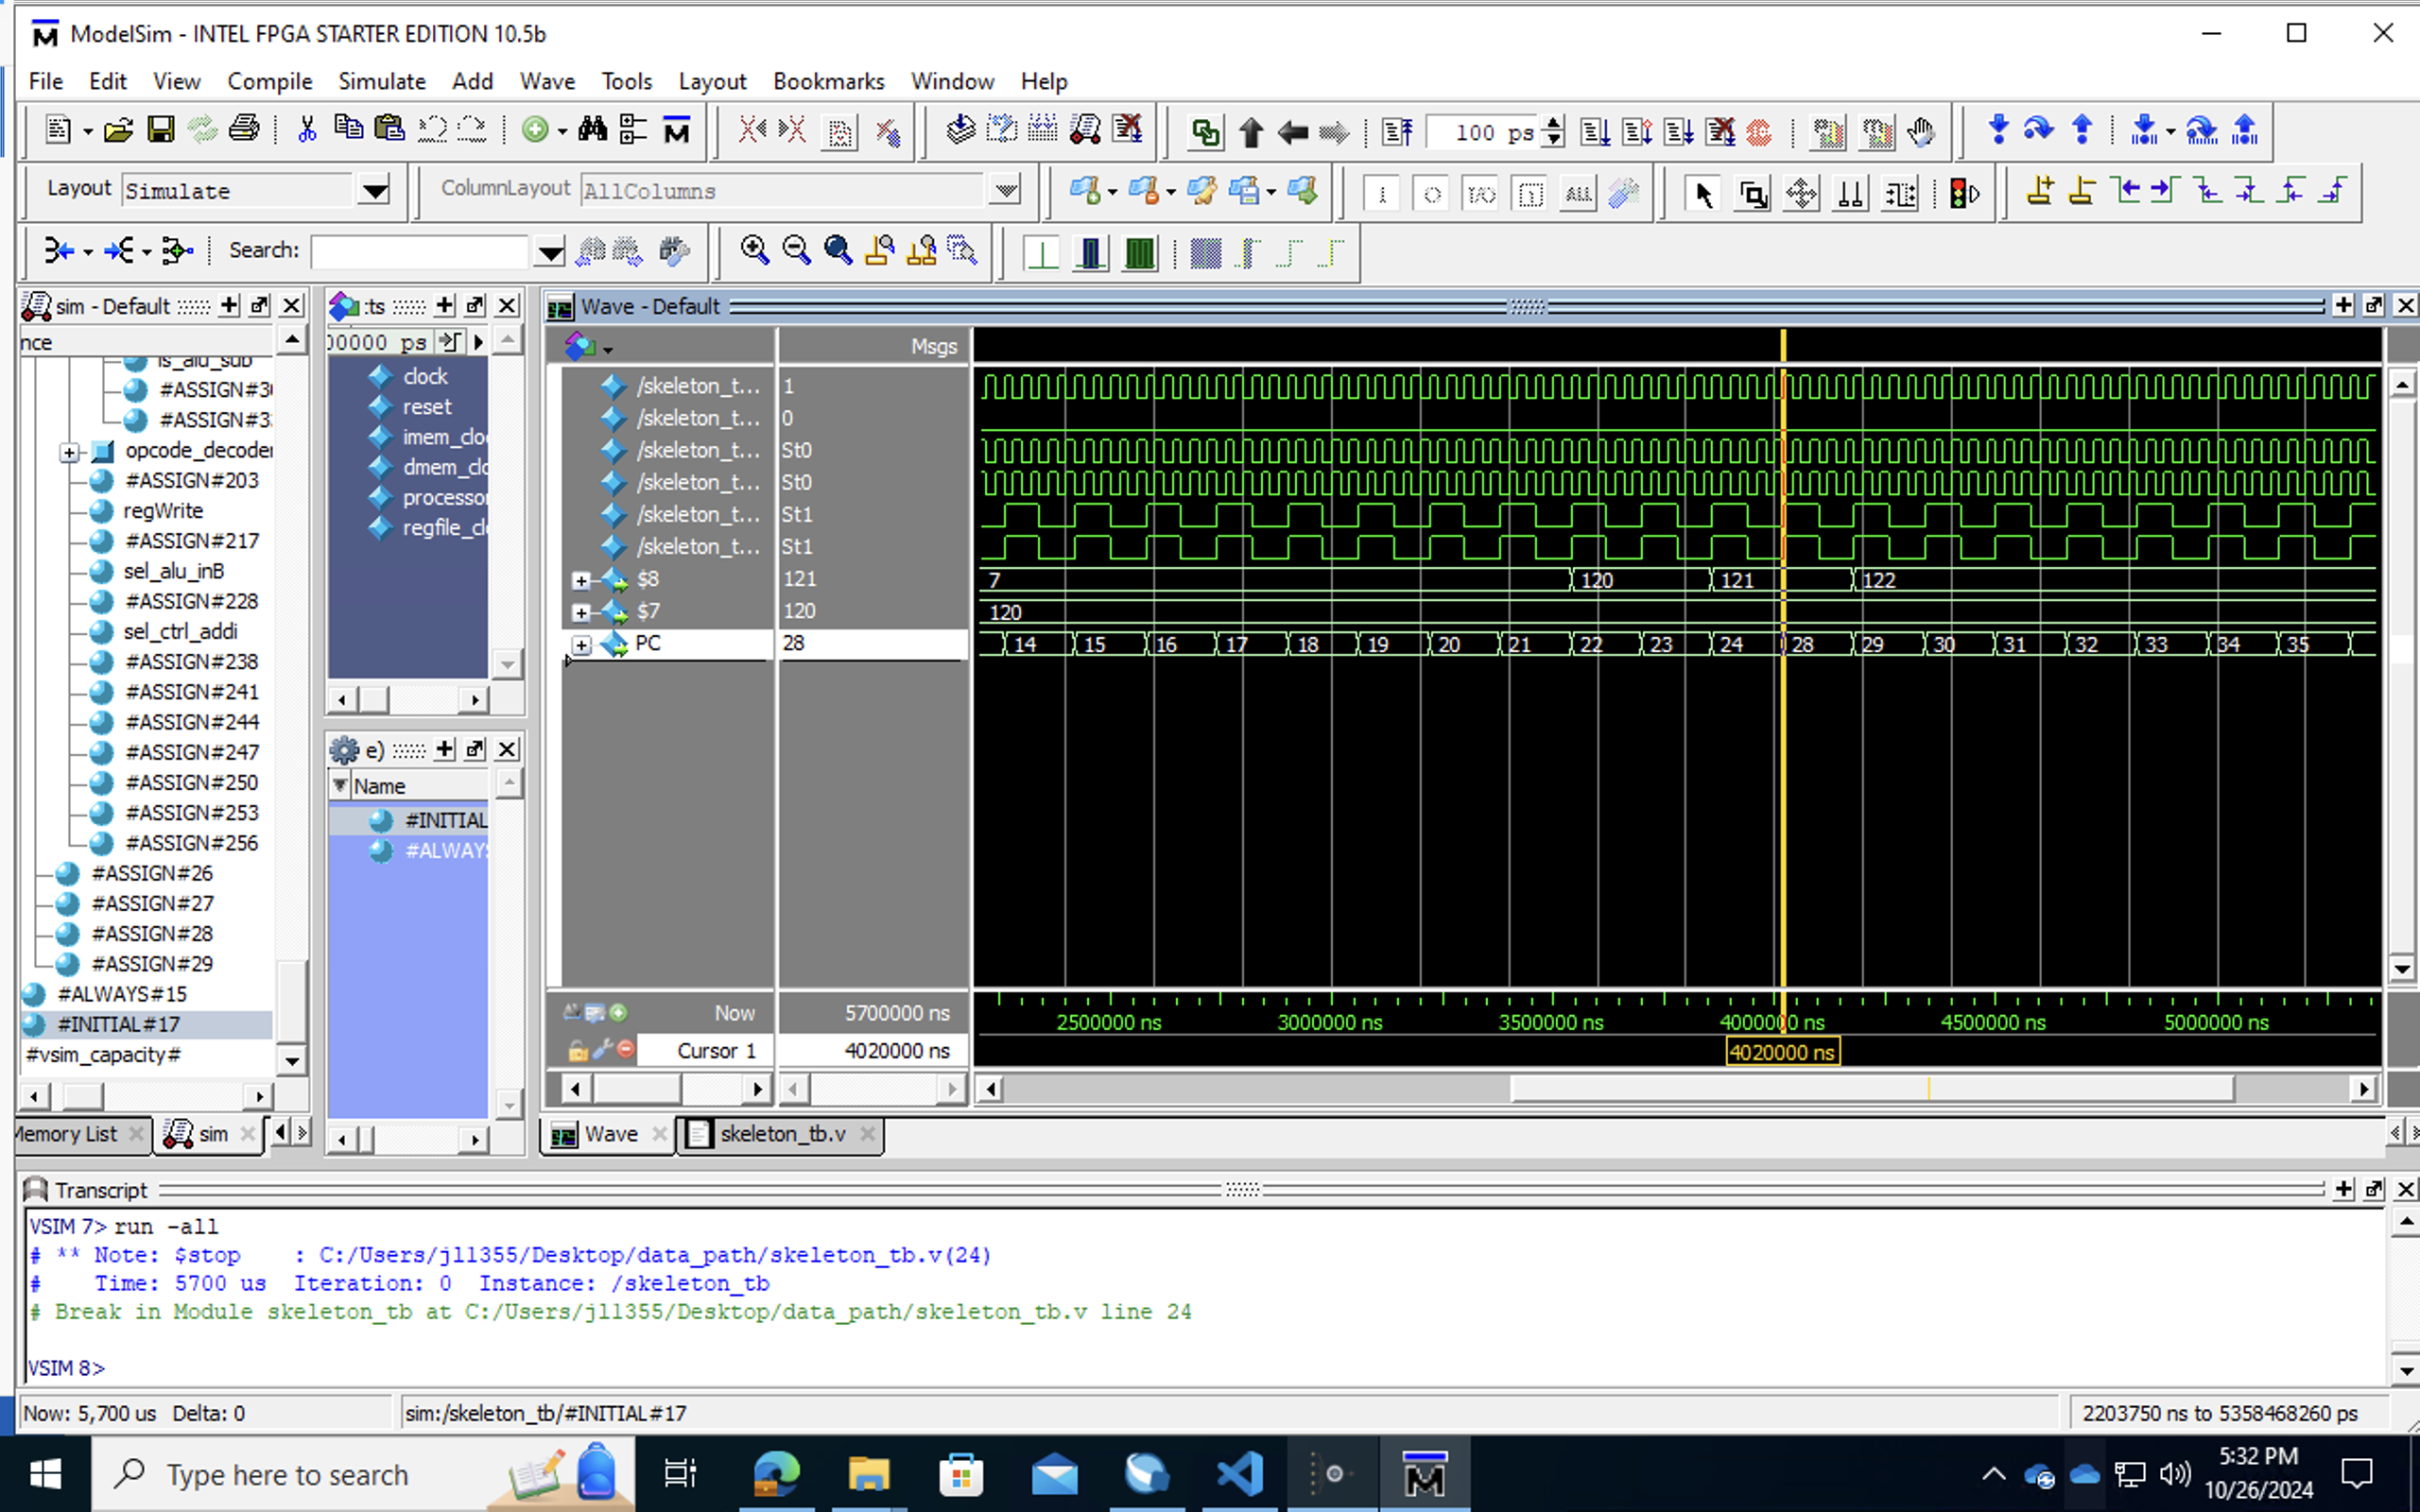 ModelSim - INTEL FPGA STARTER EDITION 10.5b
File Edit View Compile Simulate Add Wave Tools Layout Bookmarks Window Help
100 ps
Layout Simulate ColumnLayout AllColumns
Search:
sim - Default
nce
is_alu_sub
#ASSIGN#3
#ASSIGN#3
opcode_decoder
#ASSIGN#203
regWrite
#ASSIGN#217
sel_alu_inB
#ASSIGN#228
sel_ctrl_addi
#ASSIGN#238
#ASSIGN#241
#ASSIGN#244
#ASSIGN#247
#ASSIGN#250
#ASSIGN#253
#ASSIGN#256
#ASSIGN#26
#ASSIGN#27
#ASSIGN#28
#ASSIGN#29
#ALWAYS#15
#INITIAL#17
#vsim_capacity#
Memory List sim
:ts
00000 ps
clock
reset
imem_clo
dmem_clo
processor
regfile_cl
e)
Name
#INITIAL
#ALWAYS
Wave - Default
Msgs
/skeleton_t... 1
/skeleton_t... 0
/skeleton_t... St0
/skeleton_t... St0
/skeleton_t... St1
/skeleton_t... St1
$8 121 7 120 121 122
$7 120 120
PC 28 14 15 16 17 18 19 20 21 22 23 24 28 29 30 31 32 33 34 35
Now 5700000 ns 2500000 ns 3000000 ns 3500000 ns 4000000 ns 4500000 ns 5000000 ns
Cursor 1 4020000 ns 4020000 ns
Wave skeleton_tb.v
Transcript
VSIM 7> run -all
# ** Note: $stop : C:/Users/jll355/Desktop/data_path/skeleton_tb.v(24)
# Time: 5700 us Iteration: 0 Instance: /skeleton_tb
# Break in Module skeleton_tb at C:/Users/jll355/Desktop/data_path/skeleton_tb.v line 24
VSIM 8>
Now: 5,700 us Delta: 0 sim:/skeleton_tb/#INITIAL#17 2203750 ns to 5358468260 ps
Type here to search
5:32 PM
10/26/2024